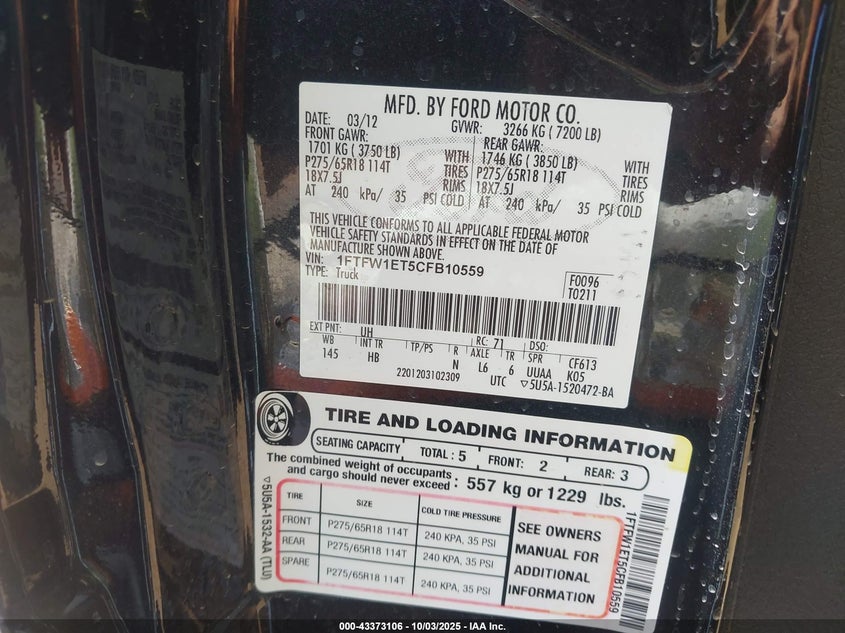 MFD. BY FORD MOTOR CO.
DATE: 03/12 GVWR: 3266 KG ( 7200 LB)
FRONT GAWR: REAR GAWR:
1701 KG ( 3750 LB) WITH 1746 KG ( 3850 LB) WITH
P275/65R18 114T TIRES P275/65R18 114T TIRES
18X7.5J RIMS 18X7.5J RIMS
AT 240 kPa/ 35 PSI COLD AT 240 kPa/ 35 PSI COLD
THIS VEHICLE CONFORMS TO ALL APPLICABLE FEDERAL MOTOR
VEHICLE SAFETY STANDARDS IN EFFECT ON THE DATE OF
MANUFACTURE SHOWN ABOVE.
VIN: 1FTFW1ET5CFB10559 F0096
TYPE: Truck T0211
EXT PNT: UH RC: 71 DSO:
WB INT TR TP/PS R AXLE TR SPR CF613
145 HB N L6 6 UUAA K05
2201203102309 UTC ▽5U5A-1520472-BA
TIRE AND LOADING INFORMATION
SEATING CAPACITY TOTAL : 5 FRONT: 2 REAR: 3
The combined weight of occupants
and cargo should never exceed : 557 kg or 1229 lbs.
TIRE SIZE COLD TIRE PRESSURE
FRONT P275/65R18 114T 240 KPA, 35 PSI
REAR P275/65R18 114T 240 KPA, 35 PSI
SPARE P275/65R18 114T 240 KPA, 35 PSI
SEE OWNERS
MANUAL FOR
ADDITIONAL
INFORMATION
▽5U5A-1532-AA (TLU)
1FTFW1ET5CFB10559
000-43373106 - 10/03/2025 - IAA Inc.